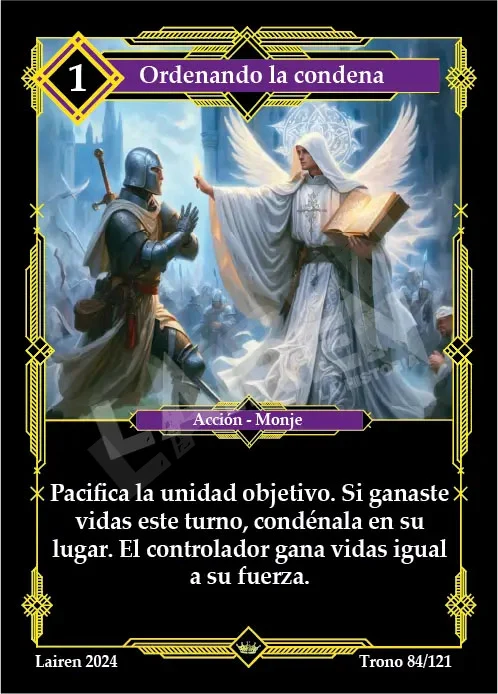 1
Ordenando la condena
Acción - Monje
Pacifica la unidad objetivo. Si ganaste
vidas este turno, condénala en su
lugar. El controlador gana vidas igual
a su fuerza.
Lairen 2024
Trono 84/121